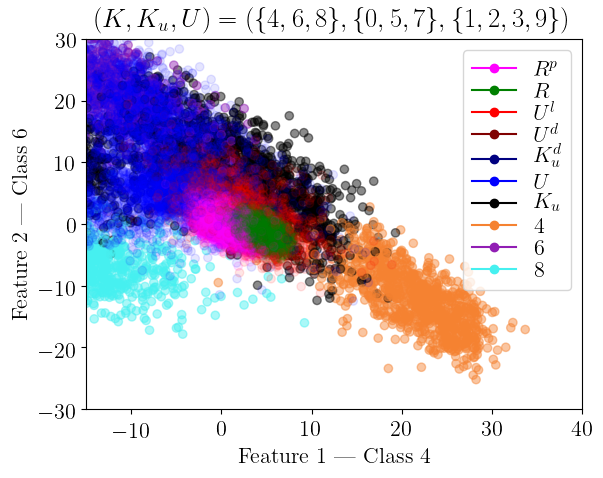 (K, K_u, U) = ({4, 6, 8}, {0, 5, 7}, {1, 2, 3, 9})
30
20
10
0
−10
−20
−30
Feature 2 — Class 6
−10 0 10 20 30 40
Feature 1 — Class 4
R^p
R
U^l
U^d
K_u^d
U
K_u
4
6
8